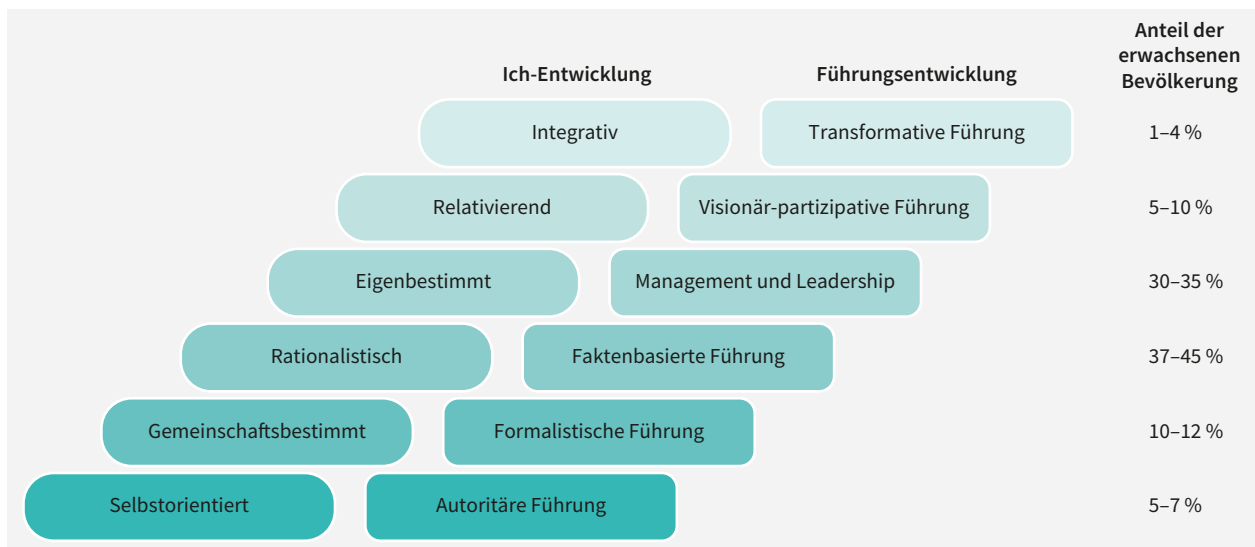 Anteil der
erwachsenen
Bevölkerung
Ich-Entwicklung
Führungsentwicklung
Integrativ
Transformative Führung
1–4 %
Relativierend
Visionär-partizipative Führung
5–10 %
Eigenbestimmt
Management und Leadership
30–35 %
Rationalistisch
Faktenbasierte Führung
37–45 %
Gemeinschaftsbestimmt
Formalistische Führung
10–12 %
Selbstorientiert
Autoritäre Führung
5–7 %